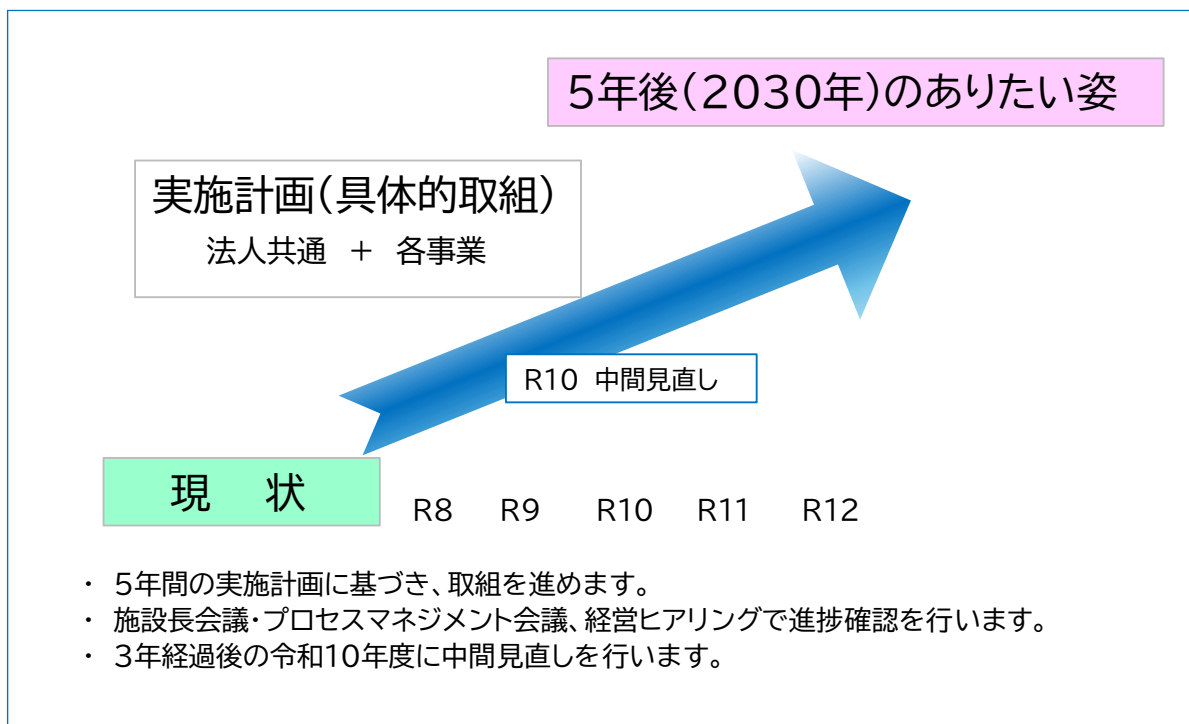 5年後(2030年)のありたい姿
実施計画(具体的取組)
法人共通 + 各事業
R10 中間見直し
現 状
R8 R9 R10 R11 R12
・ 5年間の実施計画に基づき、取組を進めます。
・ 施設長会議・プロセスマネジメント会議、経営ヒアリングで進捗確認を行います。
・ 3年経過後の令和10年度に中間見直しを行います。